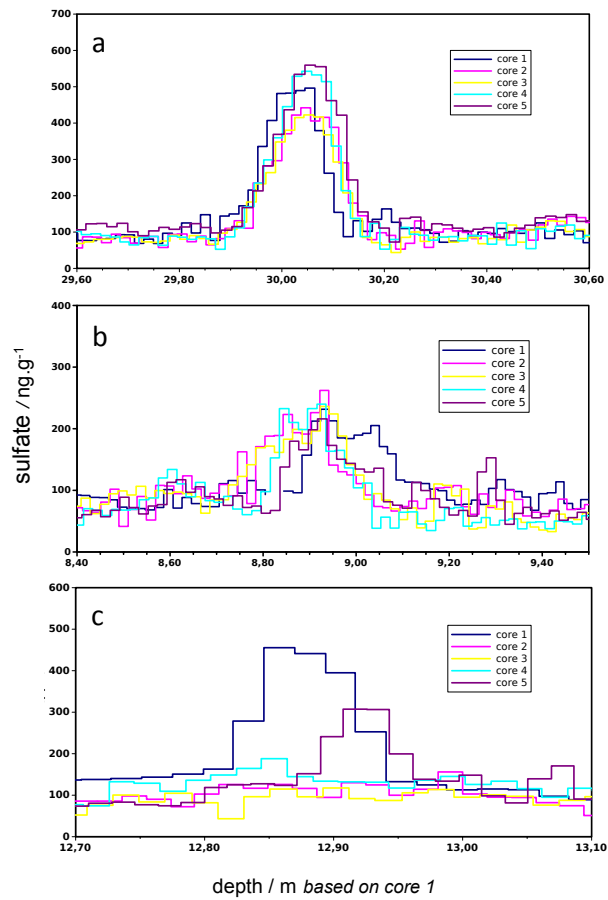 a
700
600
500
400
300
200
100
0
29,60
29,80
30,00
30,20
30,40
30,60
core 1
core 2
core 3
core 4
core 5
b
400
300
200
100
0
8,40
8,60
8,80
9,00
9,20
9,40
core 1
core 2
core 3
core 4
core 5
sulfate / ng.g-1
c
600
500
400
300
200
100
0
12,70
12,80
12,90
13,00
13,10
core 1
core 2
core 3
core 4
core 5
depth / m based on core 1